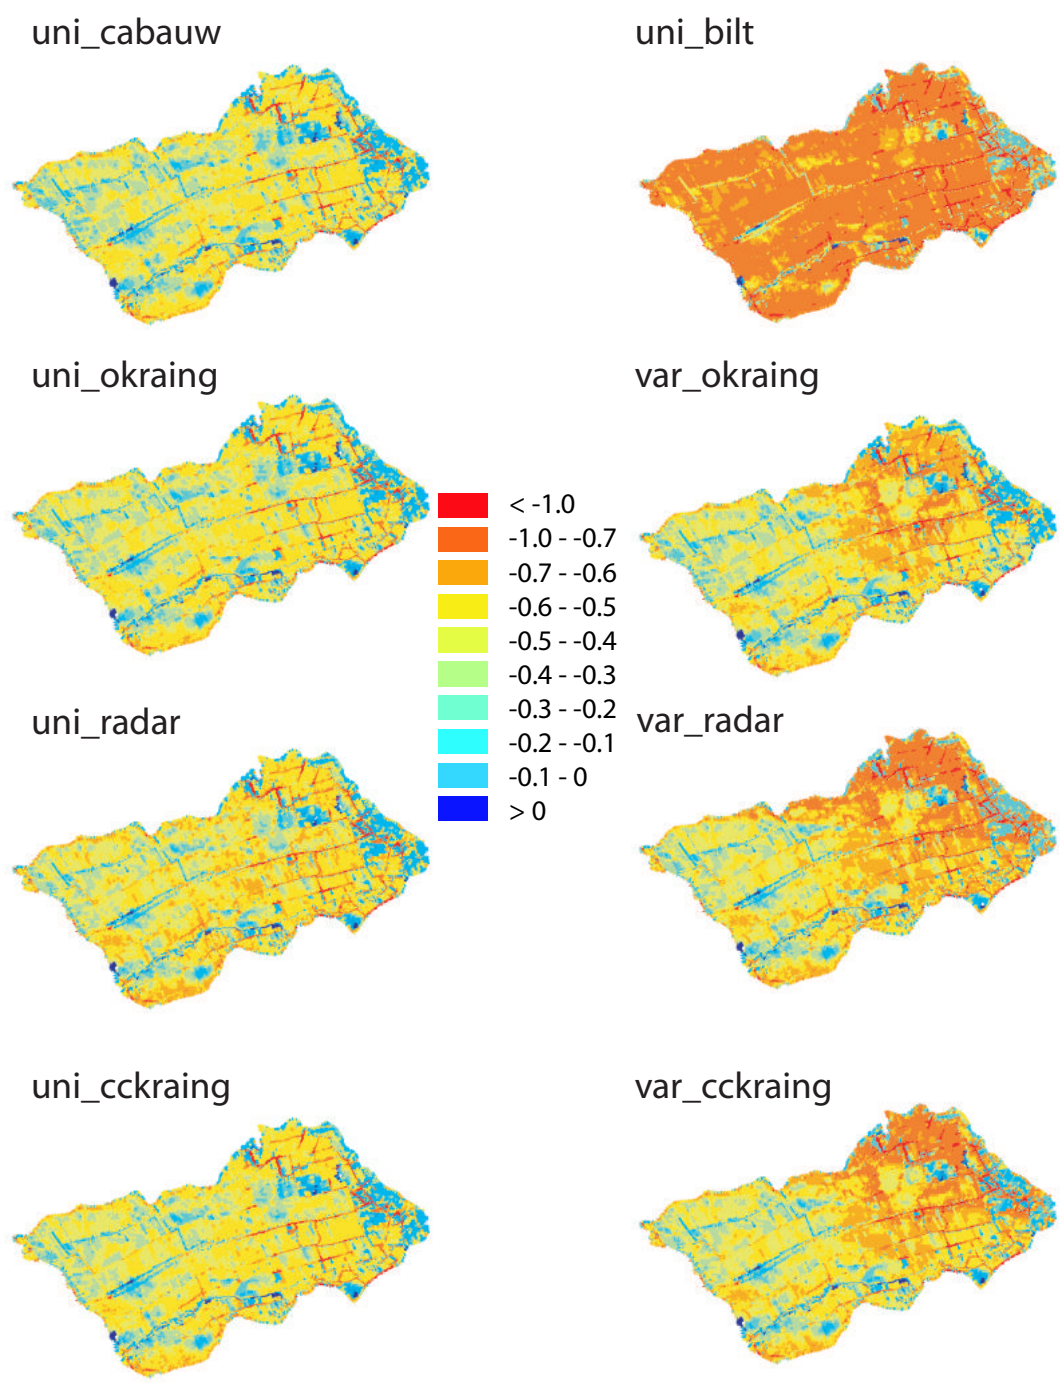 uni_cabauw
uni_bilt
uni_okraing
var_okraing
< -1.0
-1.0 - -0.7
-0.7 - -0.6
-0.6 - -0.5
-0.5 - -0.4
-0.4 - -0.3
-0.3 - -0.2
-0.2 - -0.1
-0.1 - 0
> 0
uni_radar
var_radar
uni_cckraing
var_cckraing